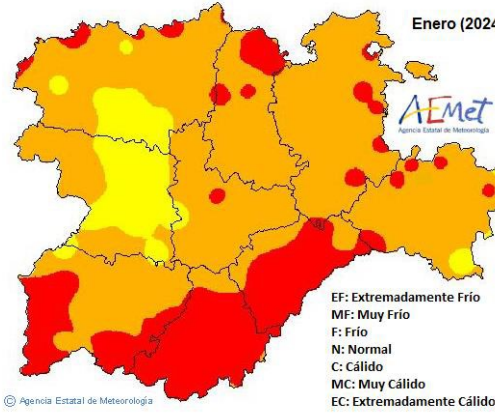 Enero (2024
AEMet
Agencia Estatal de Meteorología
EF: Extremadamente Frío
MF: Muy Frío
F: Frío
N: Normal
C: Cálido
MC: Muy Cálido
EC: Extremadamente Cálido
© Agencia Estatal de Meteorología